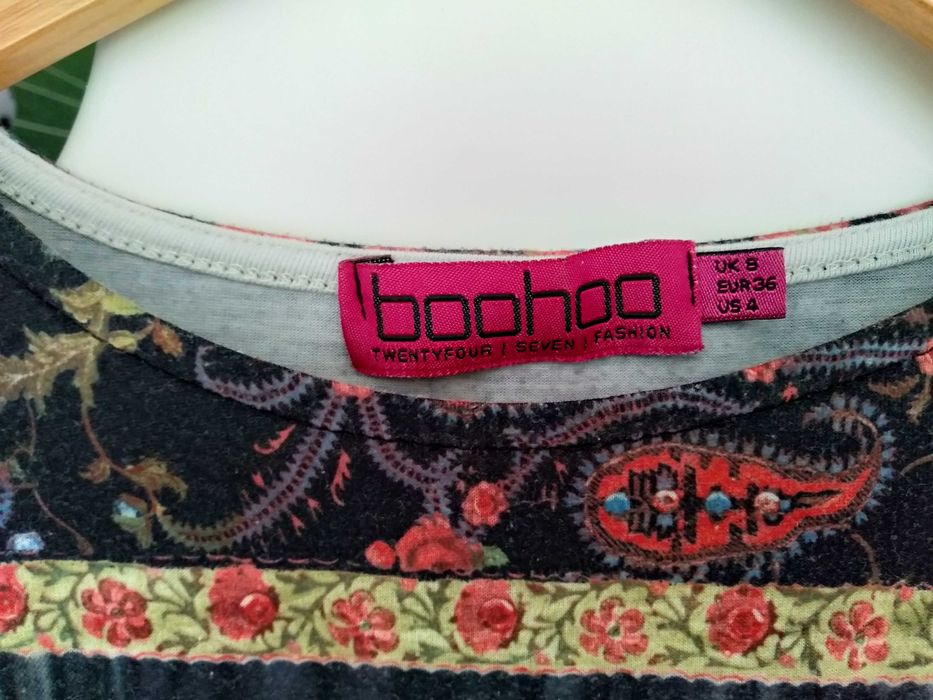 boohoo
TWENTYFOUR | SEVEN | FASHION
UK 8
EUR 36
US 4